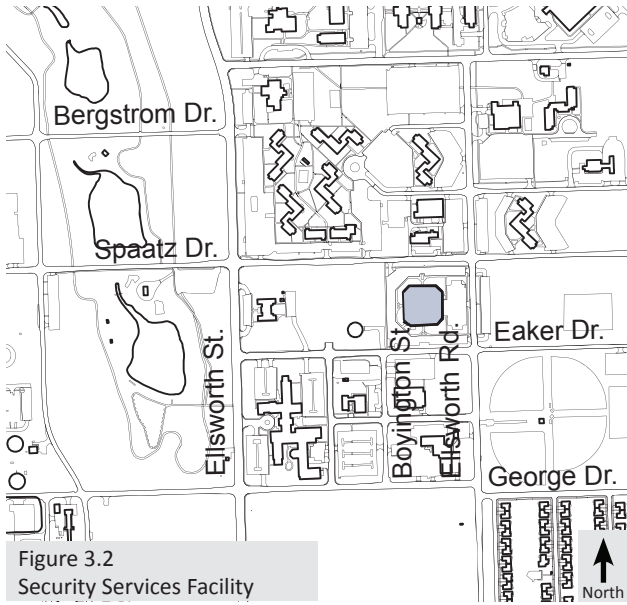 Bergstrom Dr.
Spaatz Dr.
Ellsworth St.
Boyington St
Ellsworth Rd.
Eaker Dr.
George Dr.
Figure 3.2
Security Services Facility
North